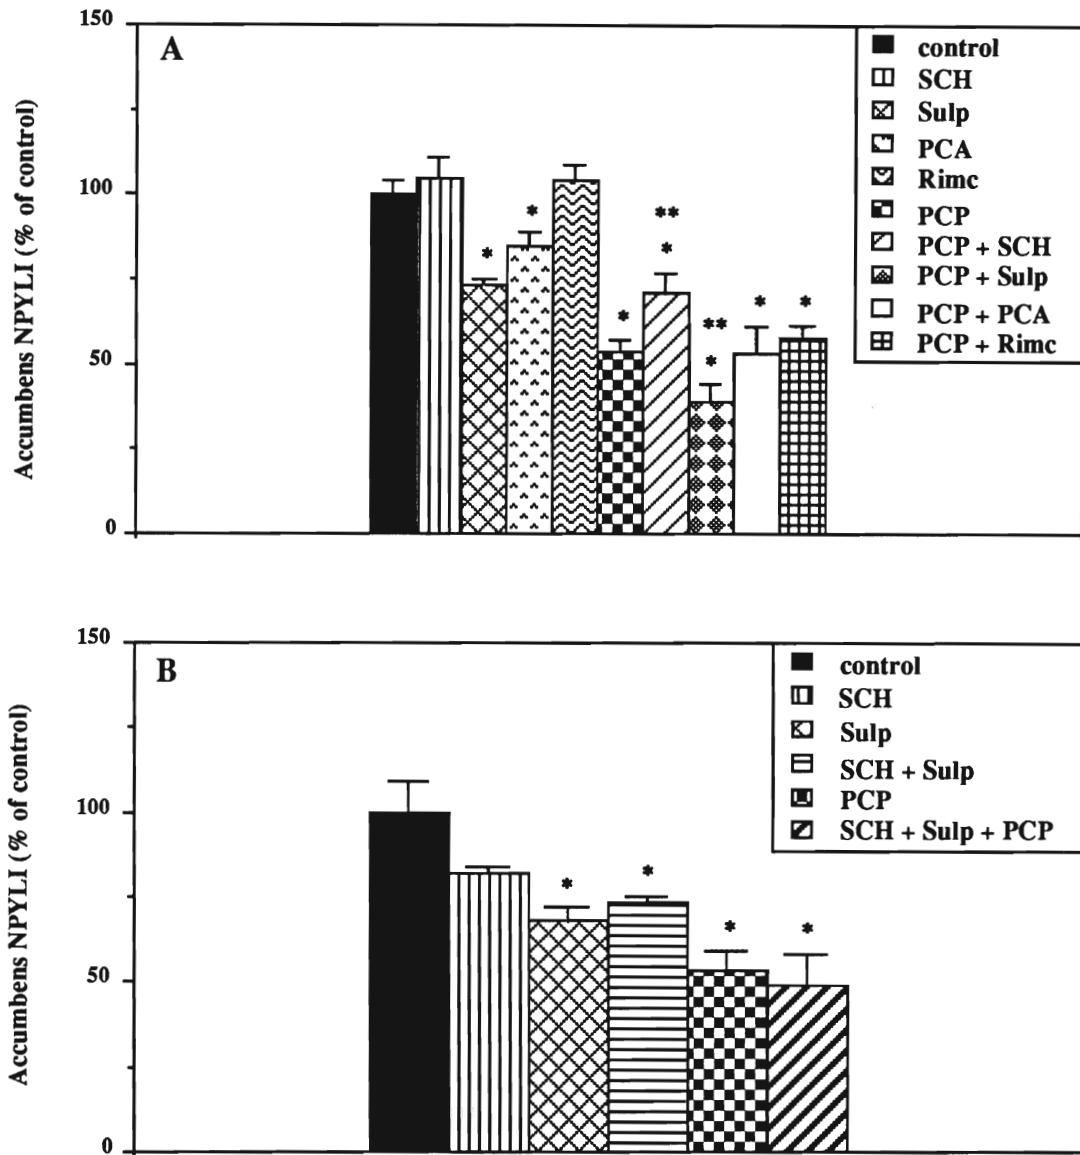 150
A
control
SCH
Sulp
PCA
Rimc
PCP
PCP + SCH
PCP + Sulp
PCP + PCA
PCP + Rimc
100
50
0
Accumbens NPYLI (% of control)
* * * ** * ** * * *
150
B
control
SCH
Sulp
SCH + Sulp
PCP
SCH + Sulp + PCP
100
50
0
Accumbens NPYLI (% of control)
* * * *